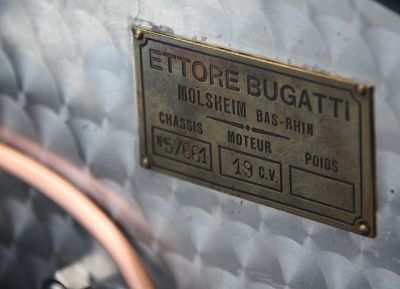 ETTORE BUGATTI
MOLSHEIM BAS-RHIN
CHASSIS MOTEUR POIDS
N°57661 19 C.V.